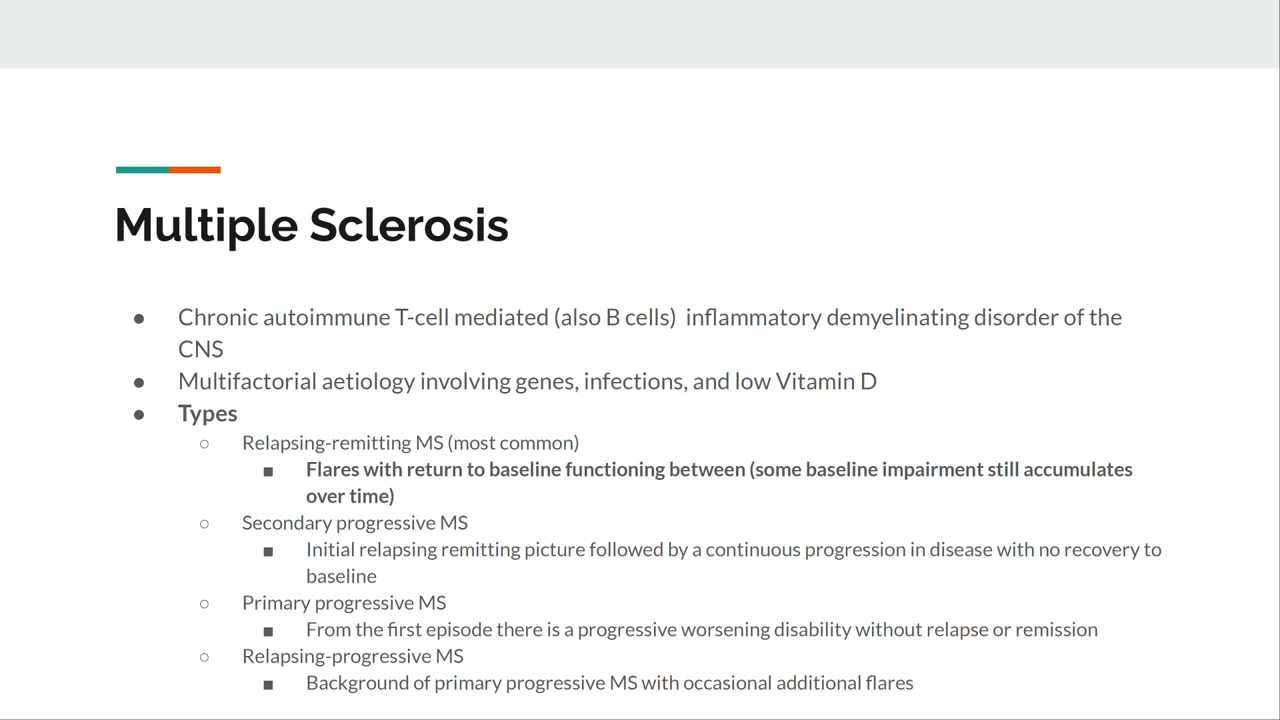 Multiple Sclerosis
● Chronic autoimmune T-cell mediated (also B cells)  inflammatory demyelinating disorder of the
CNS
● Multifactorial aetiology involving genes, infections, and low Vitamin D
● Types
○ Relapsing-remitting MS (most common)
■ Flares with return to baseline functioning between (some baseline impairment still accumulates
over time)
○ Secondary progressive MS
■ Initial relapsing remitting picture followed by a continuous progression in disease with no recovery to
baseline
○ Primary progressive MS
■ From the first episode there is a progressive worsening disability without relapse or remission
○ Relapsing-progressive MS
■ Background of primary progressive MS with occasional additional flares